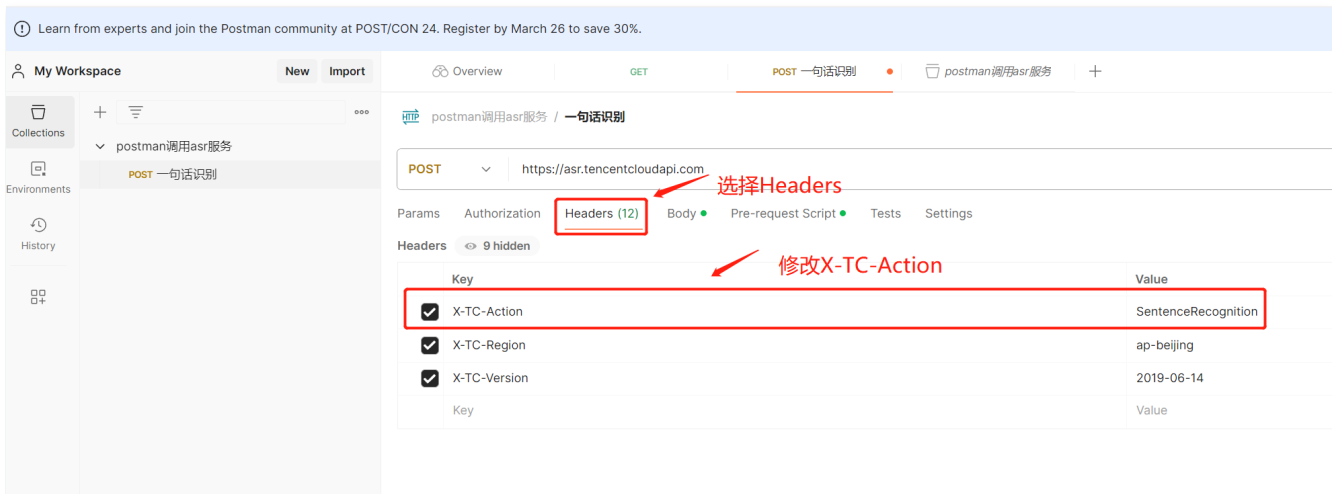 Learn from experts and join the Postman community at POST/CON 24. Register by March 26 to save 30%.
My Workspace
New
Import
Overview
GET
POST 一句话识别
postman调用asr服务
Collections
Environments
History
postman调用asr服务
POST 一句话识别
HTTP
postman调用asr服务 / 一句话识别
POST
https://asr.tencentcloudapi.com
选择Headers
Params
Authorization
Headers (12)
Body
Pre-request Script
Tests
Settings
Headers
9 hidden
修改X-TC-Action
Key
Value
X-TC-Action
SentenceRecognition
X-TC-Region
ap-beijing
X-TC-Version
2019-06-14
Key
Value